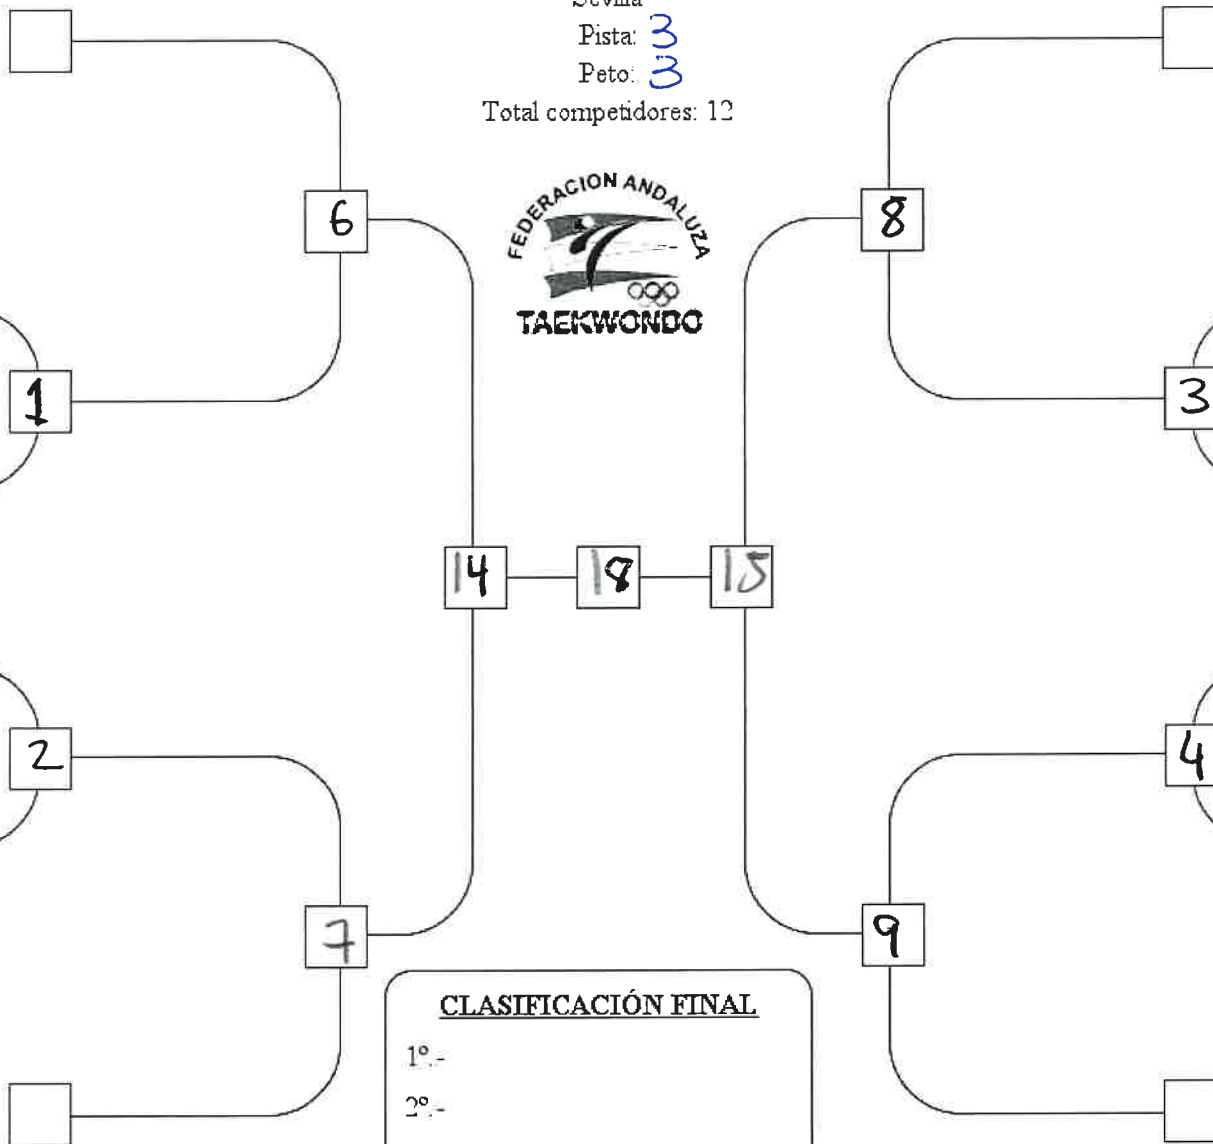 Sevilla
Pista: 3
Peto: 3
Total competidores: 12
FEDERACION ANDALUZA
TAEKWONDO
6
8
1
3
14
18
15
2
4
7
9
CLASIFICACIÓN FINAL
1º.-
2º.-